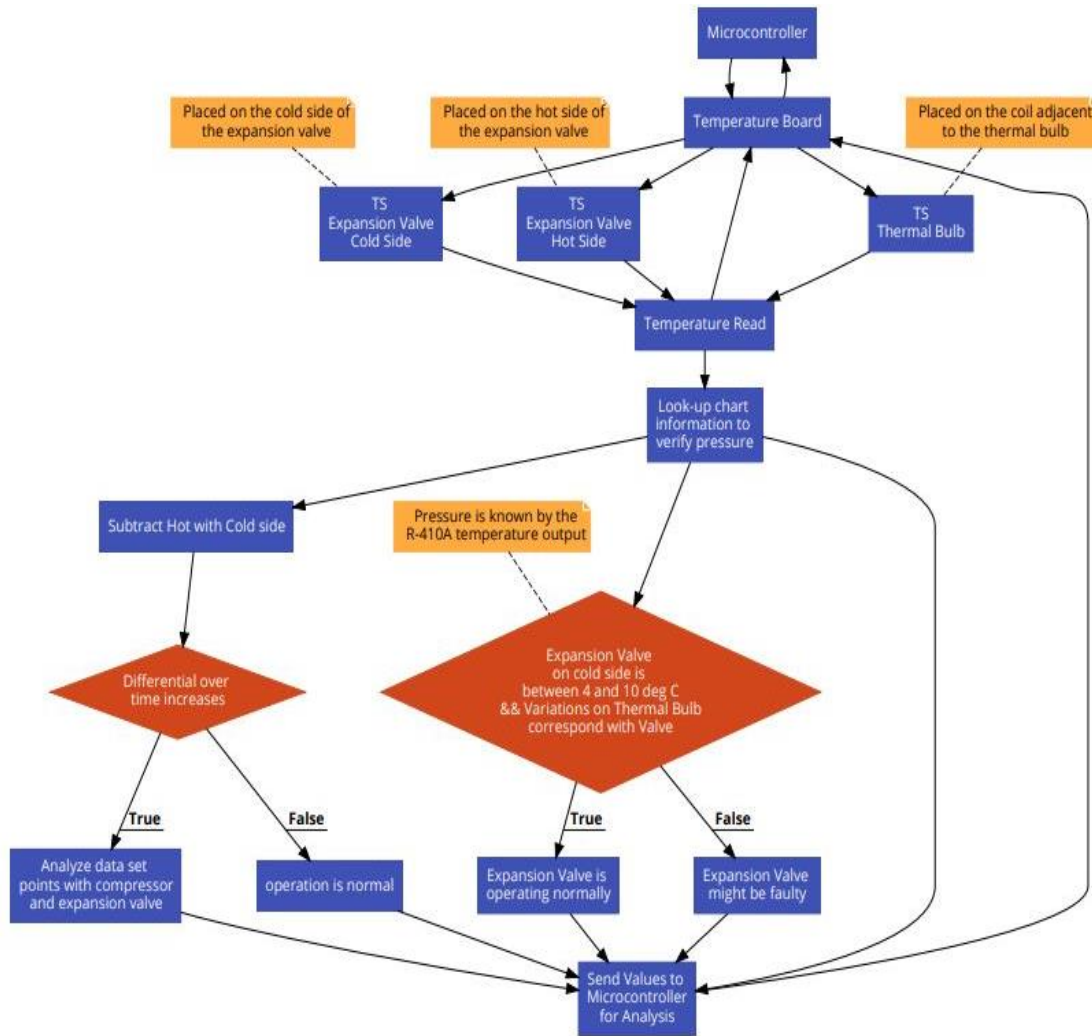 Microcontroller
Placed on the cold side of
the expansion valve
Placed on the hot side of
the expansion valve
Temperature Board
Placed on the coil adjacent
to the thermal bulb
TS
Expansion Valve
Cold Side
TS
Expansion Valve
Hot Side
TS
Thermal Bulb
Temperature Read
Look-up chart
information to
verify pressure
Subtract Hot with Cold side
Pressure is known by the
R-410A temperature output
Differential over
time increases
Expansion Valve
on cold side is
between 4 and 10 deg C
&& Variations on Thermal Bulb
correspond with Valve
True
False
True
False
Analyze data set
points with compressor
and expansion valve
operation is normal
Expansion Valve is
operating normally
Expansion Valve
might be faulty
Send Values to
Microcontroller
for Analysis